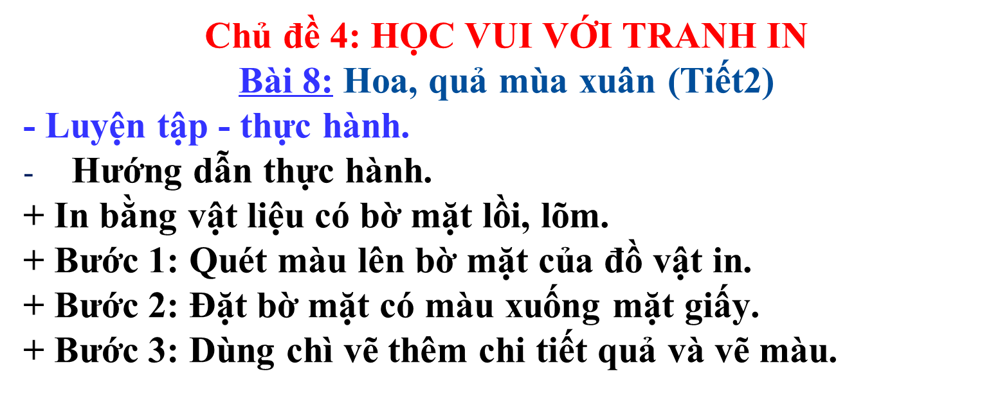 Chủ đề 4: HỌC VUI VỚI TRANH IN
Bài 8: Hoa, quả mùa xuân (Tiết2)
- Luyện tập - thực hành.
- Hướng dẫn thực hành.
+ In bằng vật liệu có bờ mặt lồi, lõm.
+ Bước 1: Quét màu lên bờ mặt của đồ vật in.
+ Bước 2: Đặt bờ mặt có màu xuống mặt giấy.
+ Bước 3: Dùng chì vẽ thêm chi tiết quả và vẽ màu.